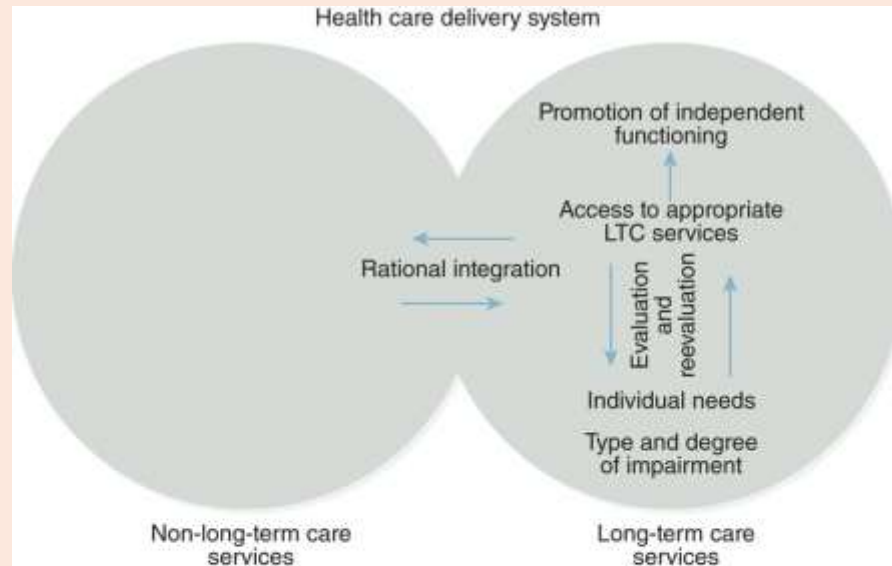 Health care delivery system
Promotion of independent
functioning
Access to appropriate
LTC services
Rational integration
Evaluation
and
reevaluation
Individual needs
Type and degree
of impairment
Non-long-term care
services
Long-term care
services